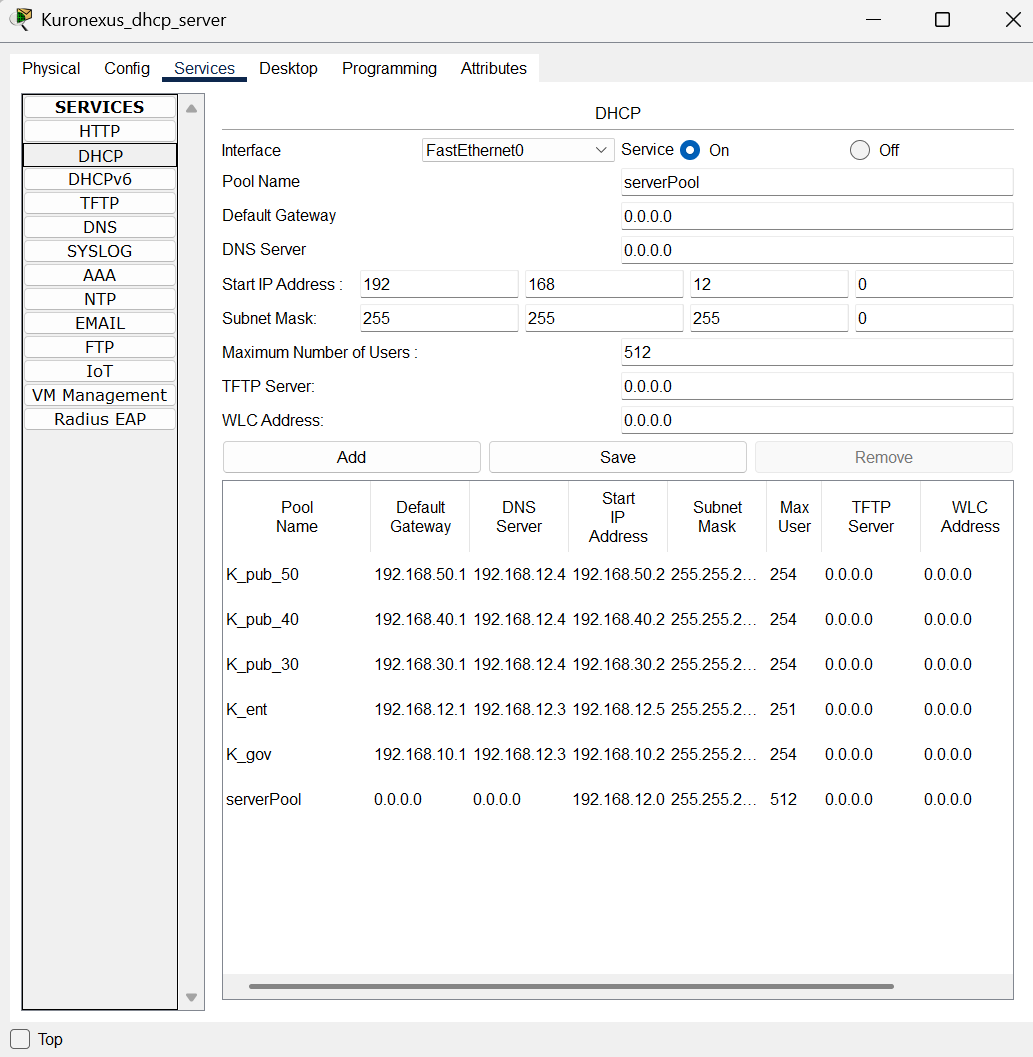 Kuronexus_dhcp_server
Physical Config Services Desktop Programming Attributes
SERVICES
HTTP
DHCP
DHCPv6
TFTP
DNS
SYSLOG
AAA
NTP
EMAIL
FTP
IoT
VM Management
Radius EAP
DHCP
Interface FastEthernet0 Service On Off
Pool Name serverPool
Default Gateway 0.0.0.0
DNS Server 0.0.0.0
Start IP Address : 192 168 12 0
Subnet Mask: 255 255 255 0
Maximum Number of Users : 512
TFTP Server: 0.0.0.0
WLC Address: 0.0.0.0
Add Save Remove
Pool Name Default Gateway DNS Server Start IP Address Subnet Mask Max User TFTP Server WLC Address
K_pub_50 192.168.50.1 192.168.12.4 192.168.50.2 255.255.2... 254 0.0.0.0 0.0.0.0
K_pub_40 192.168.40.1 192.168.12.4 192.168.40.2 255.255.2... 254 0.0.0.0 0.0.0.0
K_pub_30 192.168.30.1 192.168.12.4 192.168.30.2 255.255.2... 254 0.0.0.0 0.0.0.0
K_ent 192.168.12.1 192.168.12.3 192.168.12.5 255.255.2... 251 0.0.0.0 0.0.0.0
K_gov 192.168.10.1 192.168.12.3 192.168.10.2 255.255.2... 254 0.0.0.0 0.0.0.0
serverPool 0.0.0.0 0.0.0.0 192.168.12.0 255.255.2... 512 0.0.0.0 0.0.0.0
Top